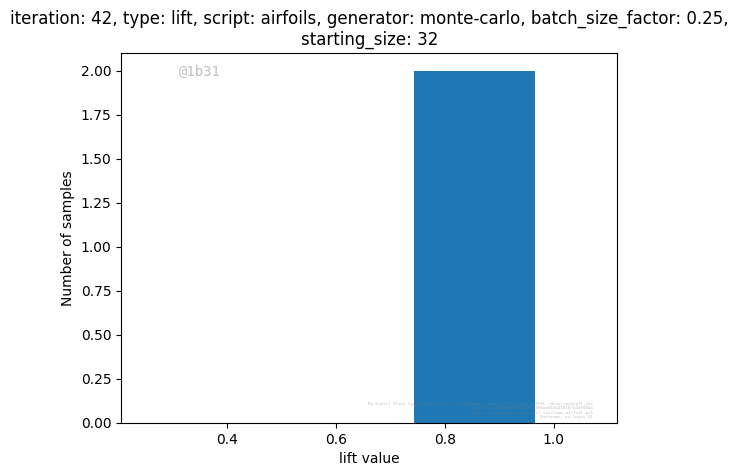 iteration: 42, type: lift, script: airfoils, generator: monte-carlo, batch_size_factor: 0.25,
starting_size: 32
@1b31
2.00
1.75
1.50
1.25
1.00
0.75
0.50
0.25
0.00
Number of samples
0.4
0.6
0.8
1.0
lift value